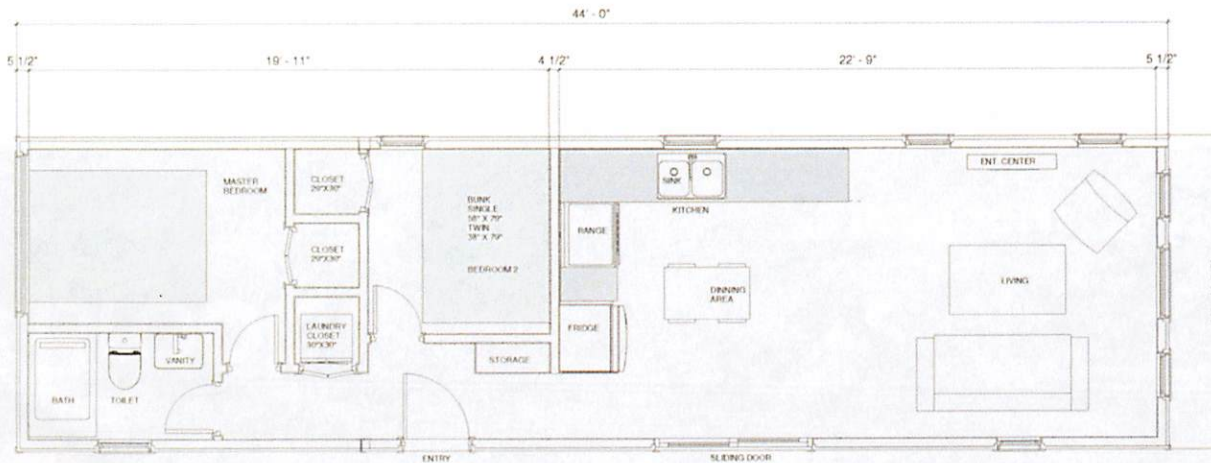 44' - 0"
5 1/2"
19' - 11"
4 1/2"
22' - 9"
5 1/2"
MASTER
BEDROOM
CLOSET
29"X30"
CLOSET
29"X30"
LAUNDRY
CLOSET
30"X30"
BUNK
SINGLE
58" X 79"
TWIN
38" X 79"
BEDROOM 2
STORAGE
SINK
KITCHEN
RANGE
FRIDGE
DINNING
AREA
ENT. CENTER
LIVING
VANITY
BATH
TOILET
ENTRY
SLIDING DOOR